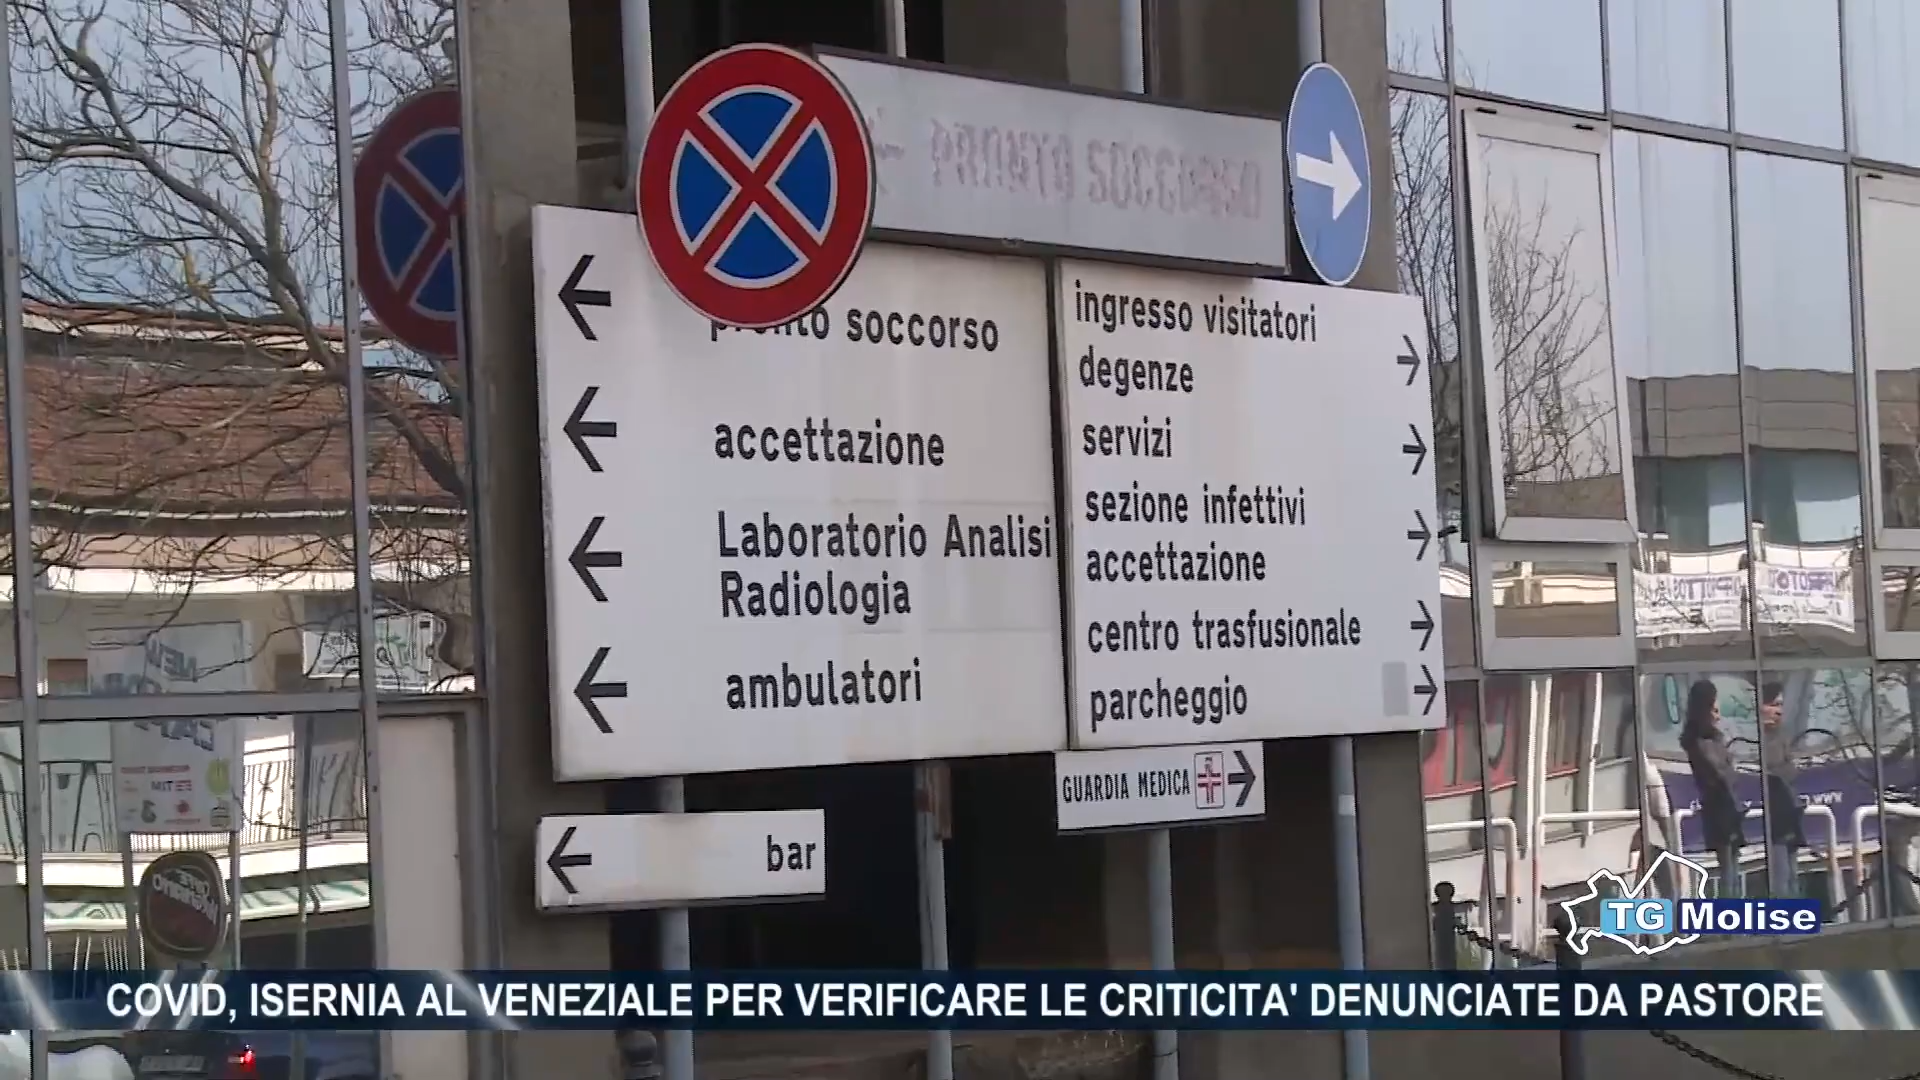 PRONTO SOCCORSO
pronto soccorso
accettazione
Laboratorio Analisi
Radiologia
ambulatori
bar
ingresso visitatori
degenze
servizi
sezione infettivi
accettazione
centro trasfusionale
parcheggio
GUARDIA MEDICA
TG Molise
COVID, ISERNIA AL VENEZIALE PER VERIFICARE LE CRITICITA' DENUNCIATE DA PASTORE